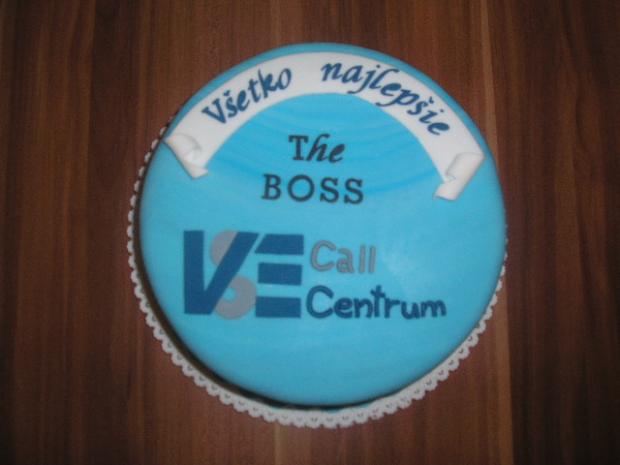 Všetko najlepšie
The
BOSS
VSE Call
Centrum